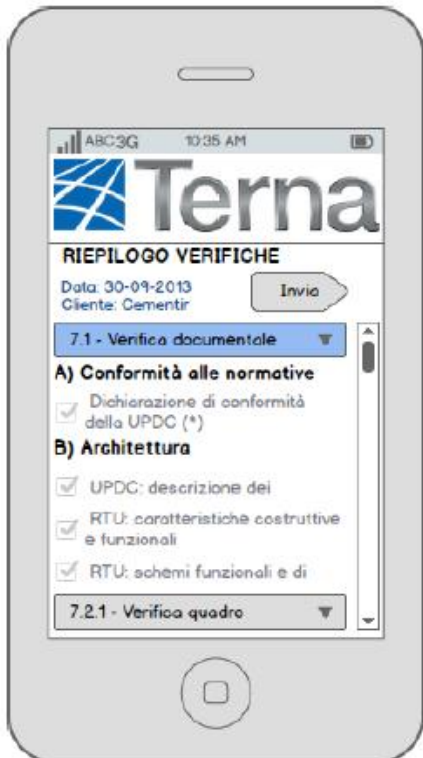 ABC3G 10:35 AM
Terna
RIEPILOGO VERIFICHE
Data: 30-09-2013
Cliente: Cementir
Invio
7.1 - Verifica documentale
A) Conformità alle normative
Dichiarazione di conformità
della UPDC (*)
B) Architettura
UPDC: descrizione dei
RTU: caratteristiche costruttive
e funzionali
RTU: schemi funzionali e di
7.2.1 - Verifica quadro